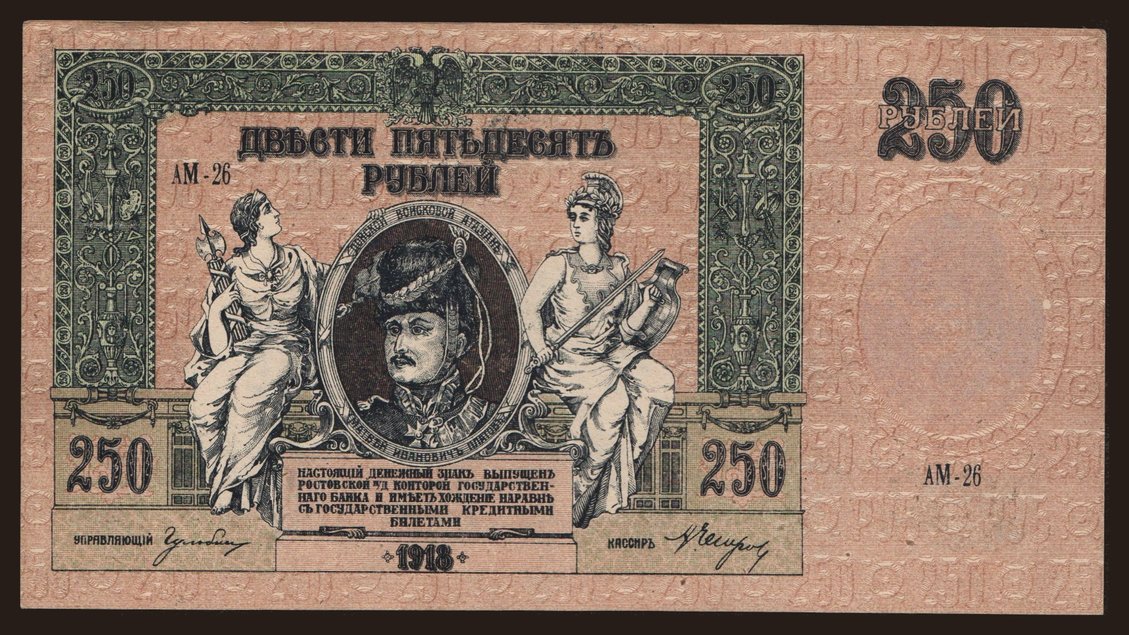 250
250
250
РУБЛЕЙ
ДВѢСТИ ПЯТЬДЕСЯТЪ
РУБЛЕЙ
АМ-26
ДОНСКОЙ ВОЙСКОВОЙ АТАМАНЪ
МАТВѢЙ ИВАНОВИЧЪ ПЛАТОВЪ
250
250
АМ-26
НАСТОЯЩІЙ ДЕНЕЖНЫЙ ЗНАКЪ ВЫПУЩЕНЪ
РОСТОВСКОЙ н/Д КОНТОРОЙ ГОСУДАРСТВЕН-
НАГО БАНКА И ИМѢЕТЪ ХОЖДЕНІЕ НАРАВНѢ
СЪ ГОСУДАРСТВЕННЫМИ КРЕДИТНЫМИ
БИЛЕТАМИ
УПРАВЛЯЮЩІЙ
КАССИРЪ
1918